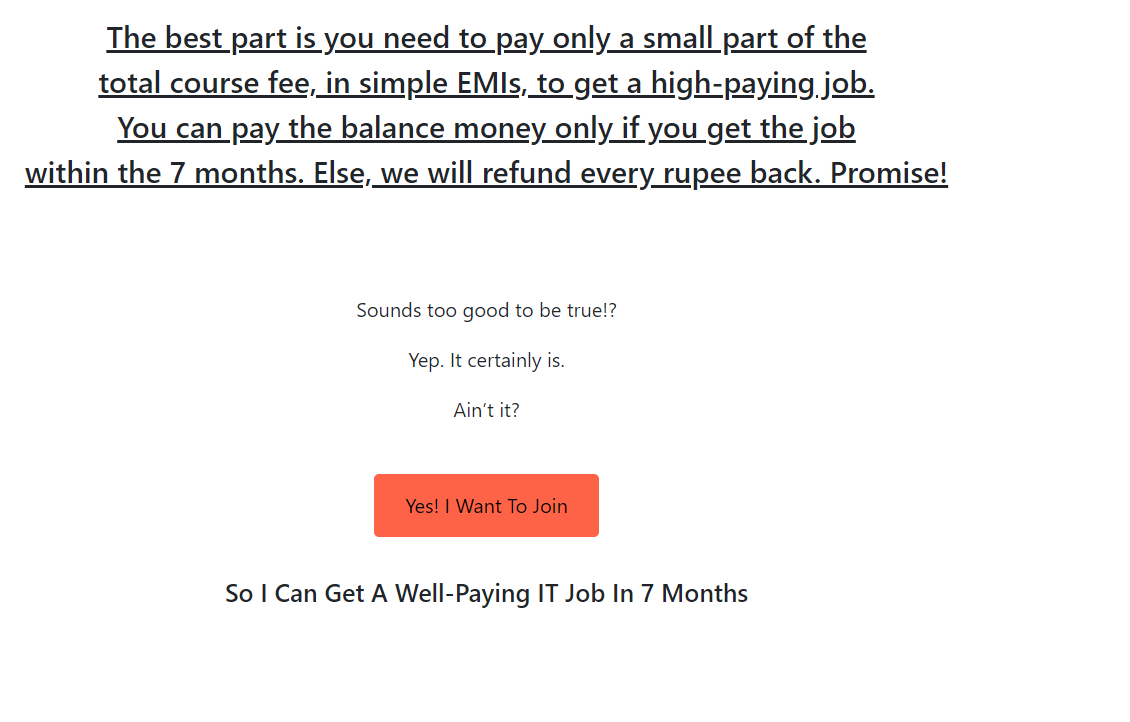 The best part is you need to pay only a small part of the
total course fee, in simple EMIs, to get a high-paying job.
You can pay the balance money only if you get the job
within the 7 months. Else, we will refund every rupee back. Promise!
Sounds too good to be true!?
Yep. It certainly is.
Ain’t it?
Yes! I Want To Join
So I Can Get A Well-Paying IT Job In 7 Months